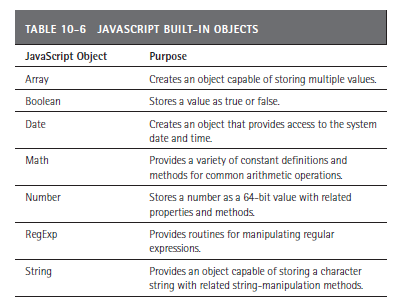 TABLE 10–6 JAVASCRIPT BUILT-IN OBJECTS
JavaScript Object Purpose
Array Creates an object capable of storing multiple values.
Boolean Stores a value as true or false.
Date Creates an object that provides access to the system
date and time.
Math Provides a variety of constant definitions and
methods for common arithmetic operations.
Number Stores a number as a 64-bit value with related
properties and methods.
RegExp Provides routines for manipulating regular
expressions.
String Provides an object capable of storing a character
string with related string-manipulation methods.